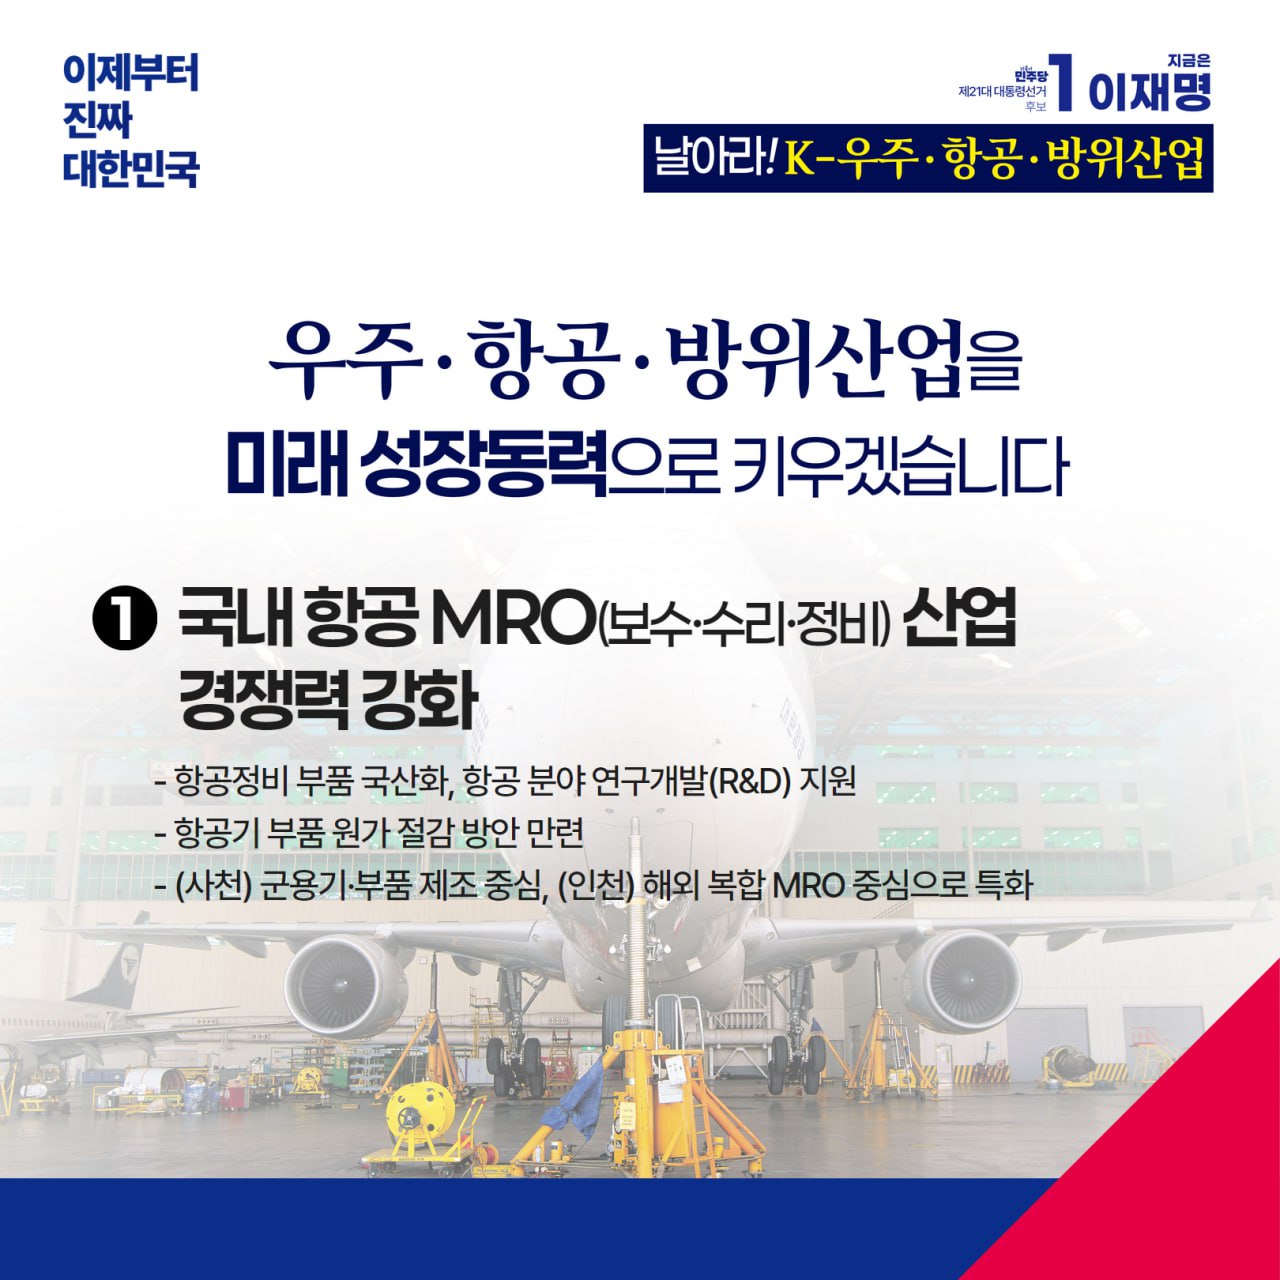 이제부터
진짜
대한민국
민주당
제21대 대통령선거
후보
1
지금은
이재명
날아라! K-우주·항공·방위산업
우주·항공·방위산업을
미래 성장동력으로 키우겠습니다
1 국내 항공 MRO(보수·수리·정비) 산업
경쟁력 강화
- 항공정비 부품 국산화, 항공 분야 연구개발(R&D) 지원
- 항공기 부품 원가 절감 방안 만련
- (사천) 군용기·부품 제조 중심, (인천) 해외 복합 MRO 중심으로 특화